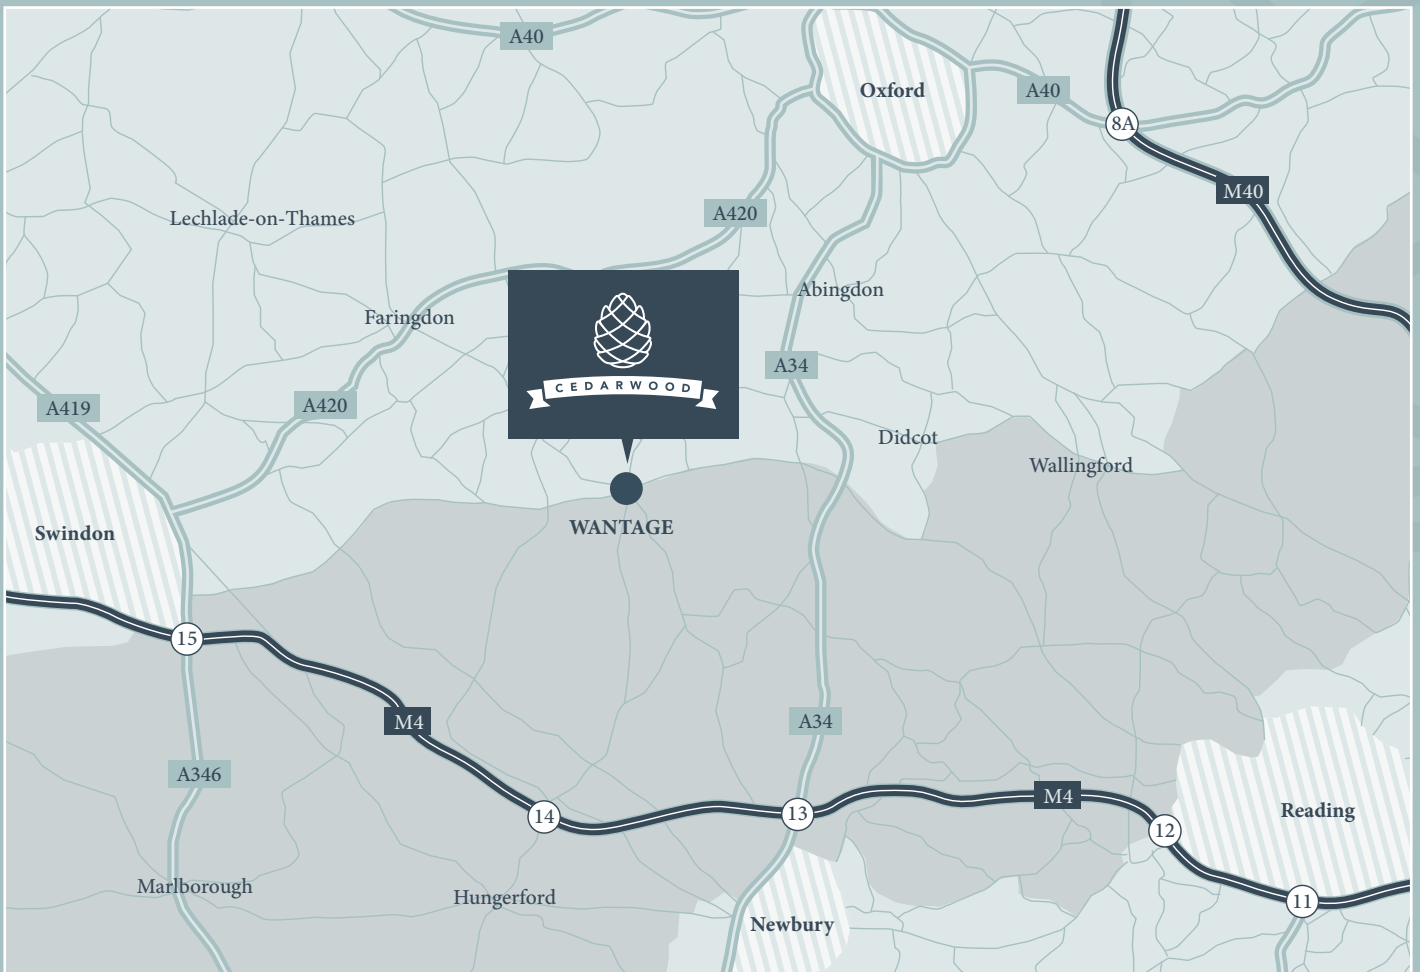 A40
Oxford
A40
8A
M40
Lechlade-on-Thames
A420
Abingdon
Faringdon
CEDARWOOD
A34
A419
A420
Didcot
Wallingford
Swindon
WANTAGE
15
M4
A34
A346
M4
14
13
12
Reading
Marlborough
Hungerford
11
Newbury